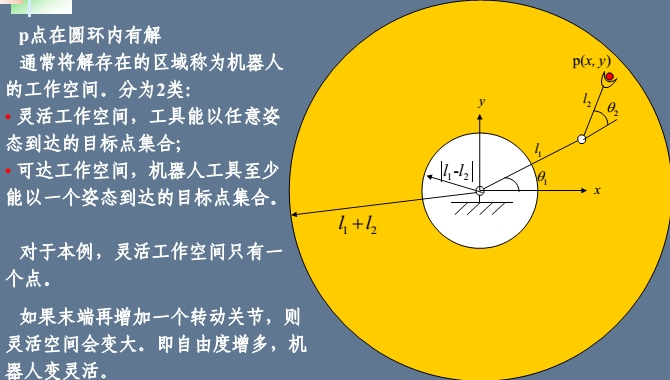 p点在圆环内有解
通常将解存在的区域称为机器人
的工作空间。分为2类:
• 灵活工作空间，工具能以任意姿
态到达的目标点集合;
• 可达工作空间，机器人工具至少
能以一个姿态到达的目标点集合。
对于本例，灵活工作空间只有一
个点。
如果末端再增加一个转动关节，则
灵活空间会变大。即自由度增多，机
器人变灵活。
p(x, y)
l₂
θ₂
y
l₁
|l₁-l₂|
θ₁
x
l₁ + l₂